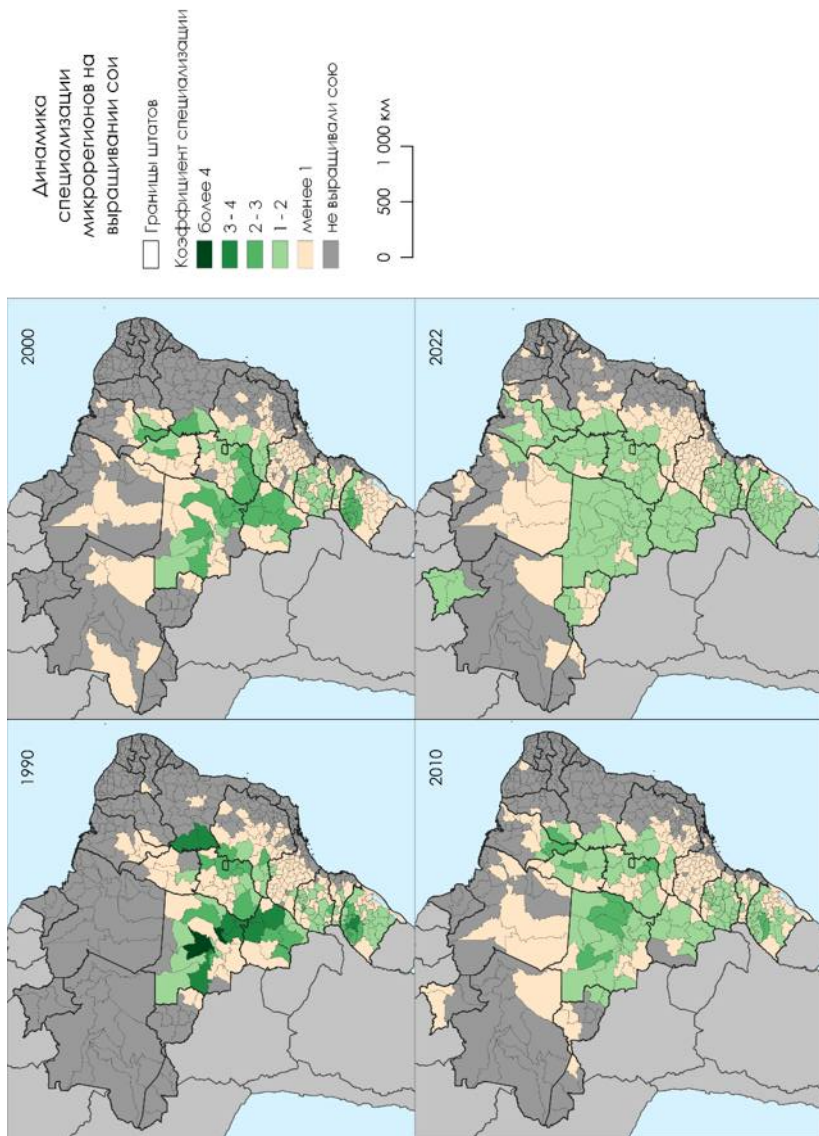 Динамика
специализации
микрорегионов на
выращивании сои
Границы штатов
Коэффициент специализации
более 4
3 - 4
2 - 3
1 - 2
менее 1
не выращивали сою
0 500 1 000 км
1990
2000
2010
2022